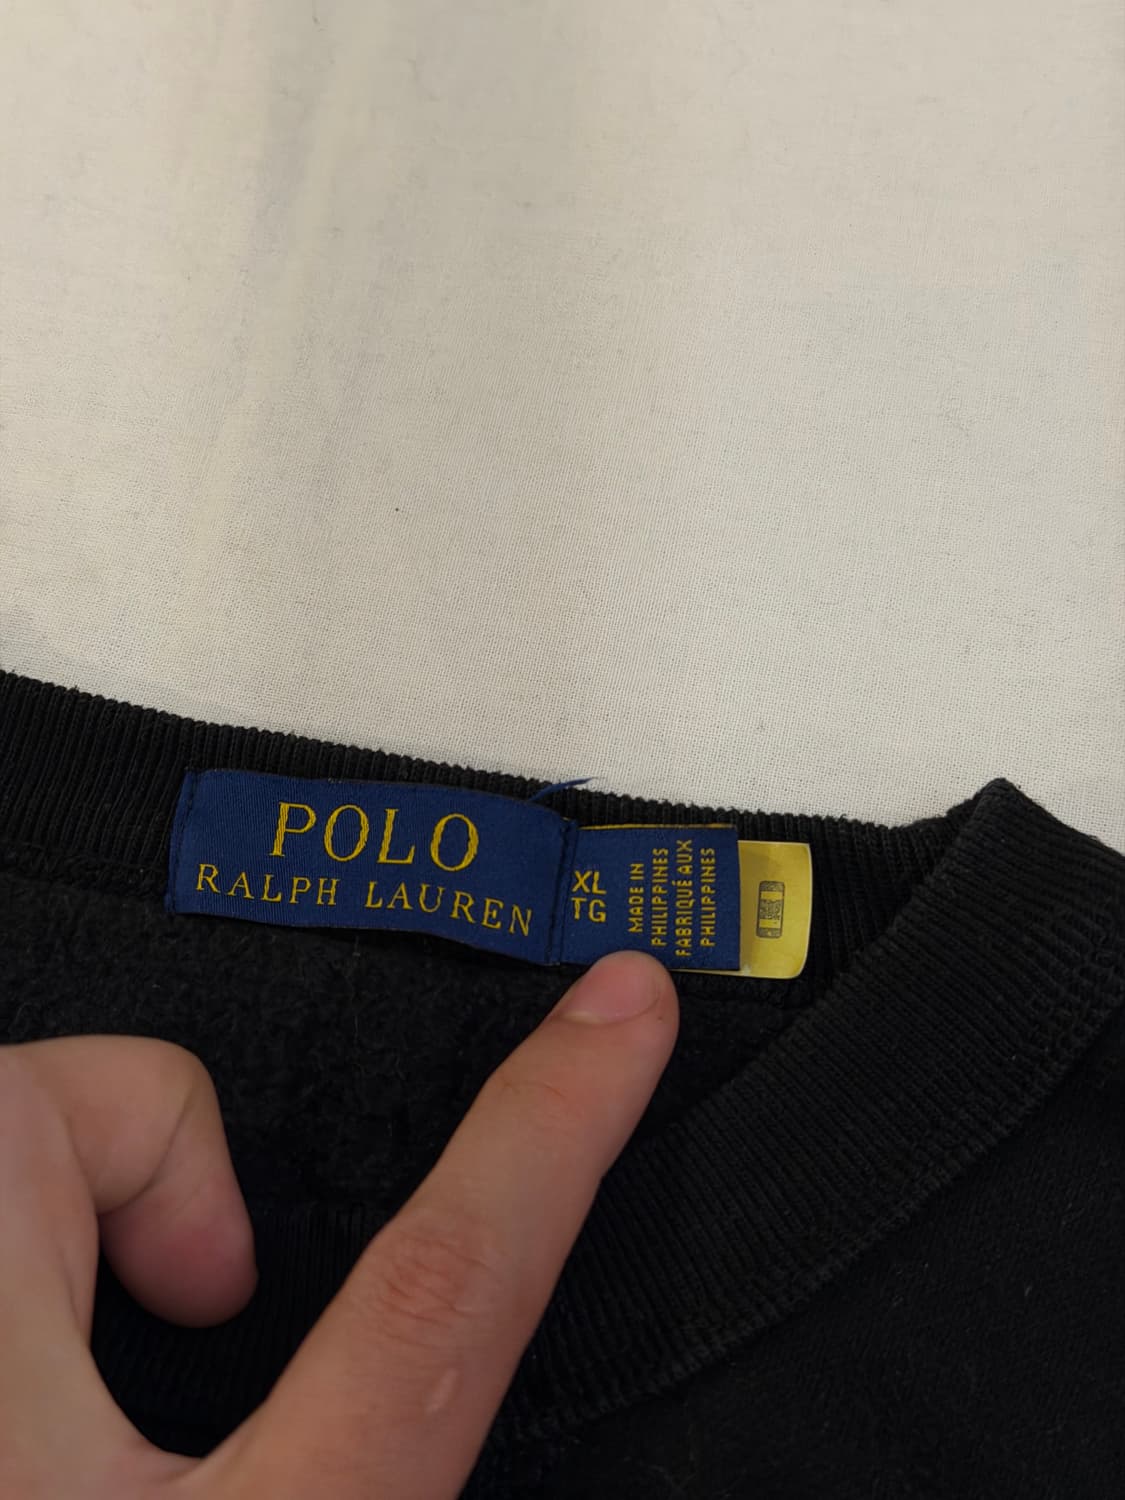 POLO
RALPH LAUREN
XL
TG
MADE IN
PHILIPPINES
FABRIQUÉ AUX
PHILIPPINES